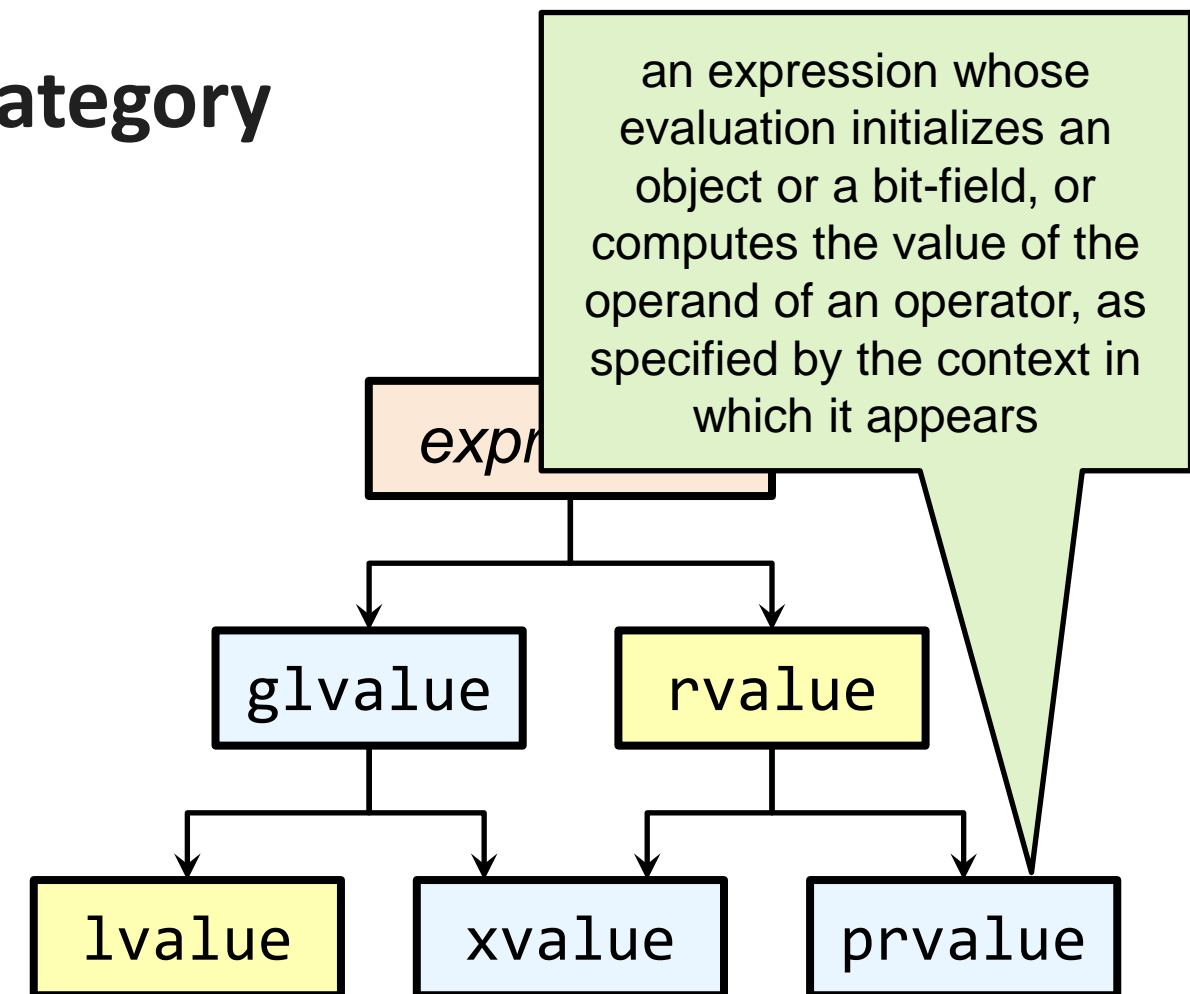 ategory
an expression whose
evaluation initializes an
object or a bit-field, or
computes the value of the
operand of an operator, as
specified by the context in
which it appears
expr
glvalue
rvalue
lvalue
xvalue
prvalue